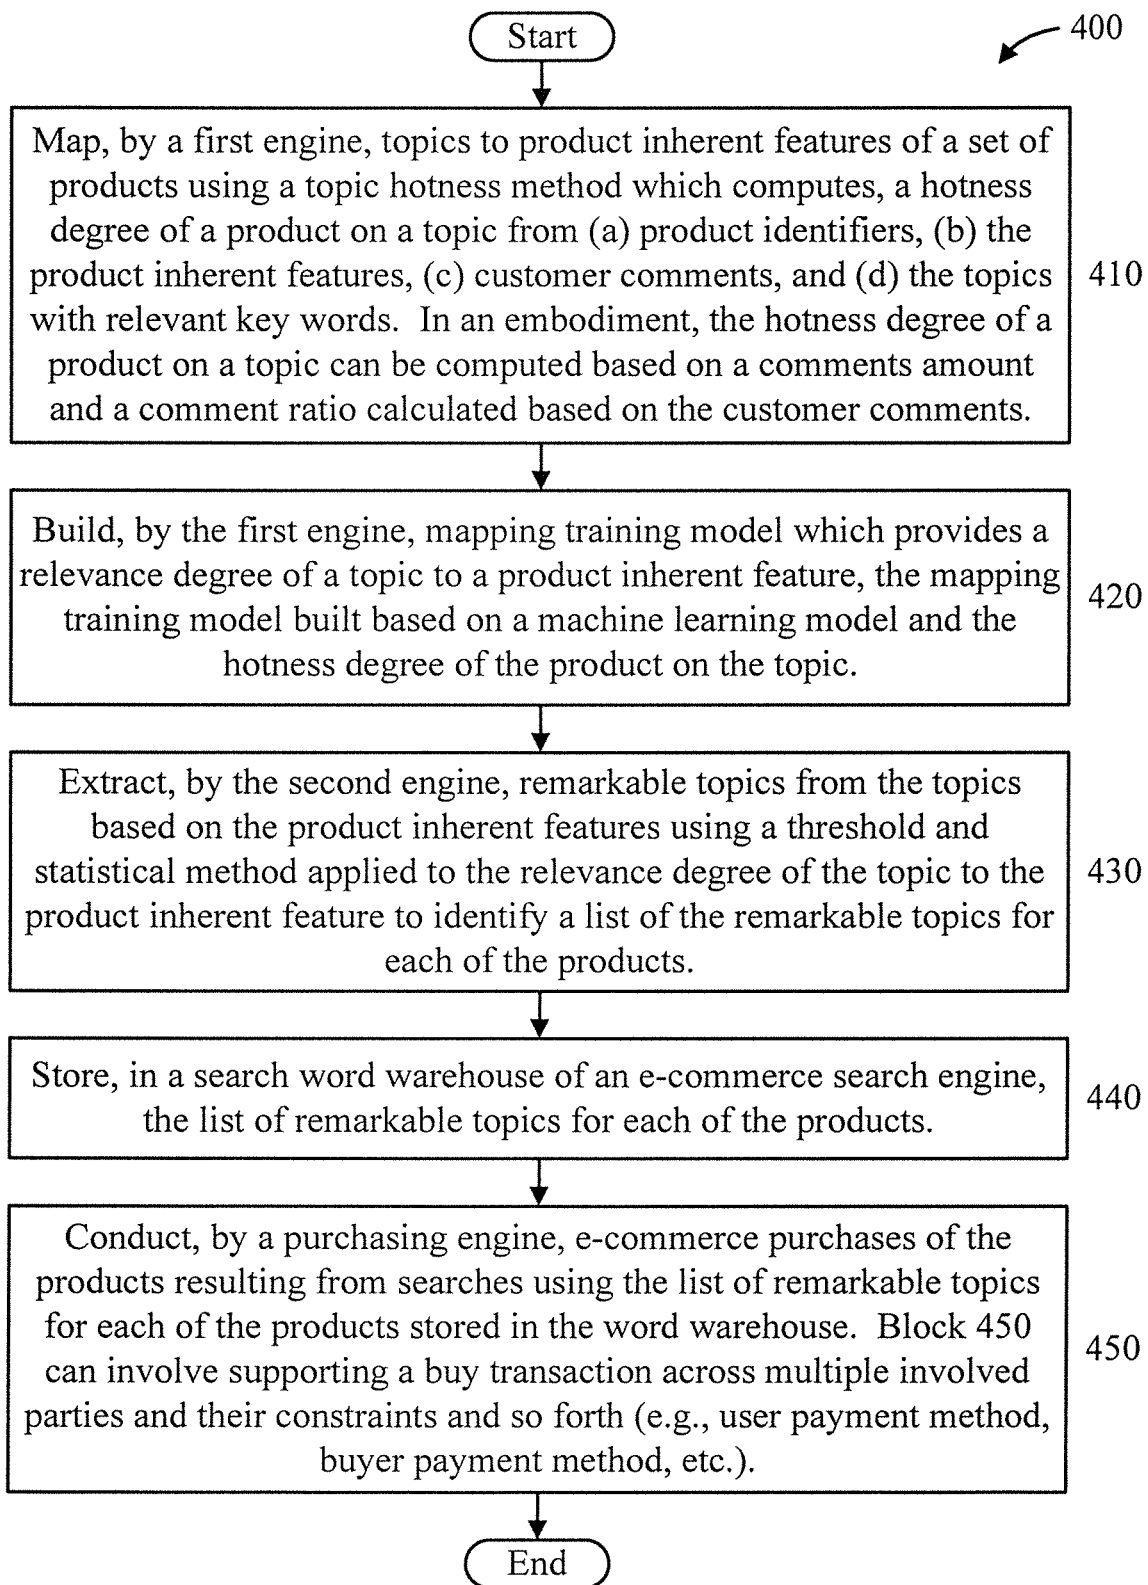 Start
400
Map, by a first engine, topics to product inherent features of a set of
products using a topic hotness method which computes, a hotness
degree of a product on a topic from (a) product identifiers, (b) the
product inherent features, (c) customer comments, and (d) the topics
with relevant key words. In an embodiment, the hotness degree of a
product on a topic can be computed based on a comments amount
and a comment ratio calculated based on the customer comments.
410
Build, by the first engine, mapping training model which provides a
relevance degree of a topic to a product inherent feature, the mapping
training model built based on a machine learning model and the
hotness degree of the product on the topic.
420
Extract, by the second engine, remarkable topics from the topics
based on the product inherent features using a threshold and
statistical method applied to the relevance degree of the topic to the
product inherent feature to identify a list of the remarkable topics for
each of the products.
430
Store, in a search word warehouse of an e-commerce search engine,
the list of remarkable topics for each of the products.
440
Conduct, by a purchasing engine, e-commerce purchases of the
products resulting from searches using the list of remarkable topics
for each of the products stored in the word warehouse. Block 450
can involve supporting a buy transaction across multiple involved
parties and their constraints and so forth (e.g., user payment method,
buyer payment method, etc.).
450
End